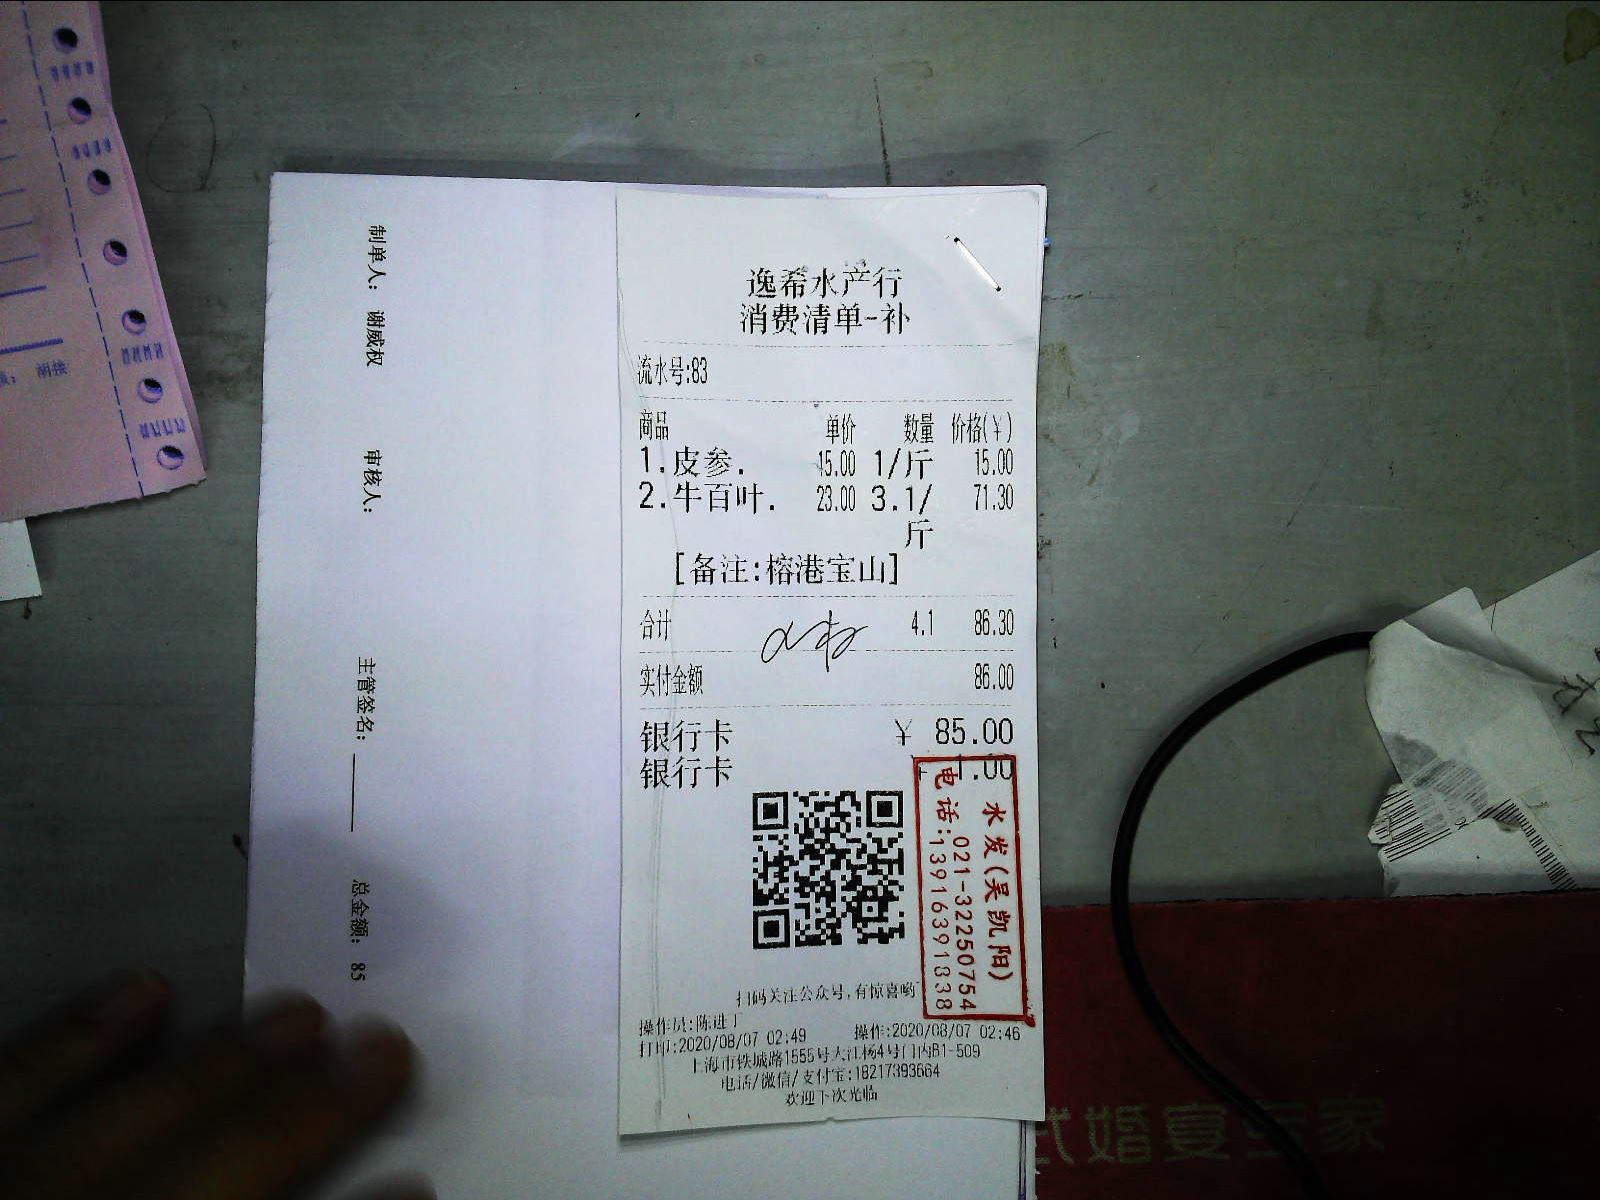 逸希水产行
消费清单-补
流水号:83
商品 单价 数量 价格(¥)
1.皮参. 15.00 1/斤 15.00
2.牛百叶. 23.00 3.1/斤 71.30
[备注:榕港宝山]
合计 4.1 86.30
实付金额 86.00
银行卡 ¥ 85.00
银行卡 .00
水发(吴凯阳)
021-32250754
电话:13916391838
扫码关注公众号,有惊喜哟
操作员:陈进丁
打印:2020/08/07 02:49 操作:2020/08/07 02:46
上海市铁城路1555号大江杨4号门内B1-509
电话/微信/支付宝:18217393664
欢迎下次光临
制单人: 谢威权 审核人: 主管签名: 总金额: 85
式婚宴专家